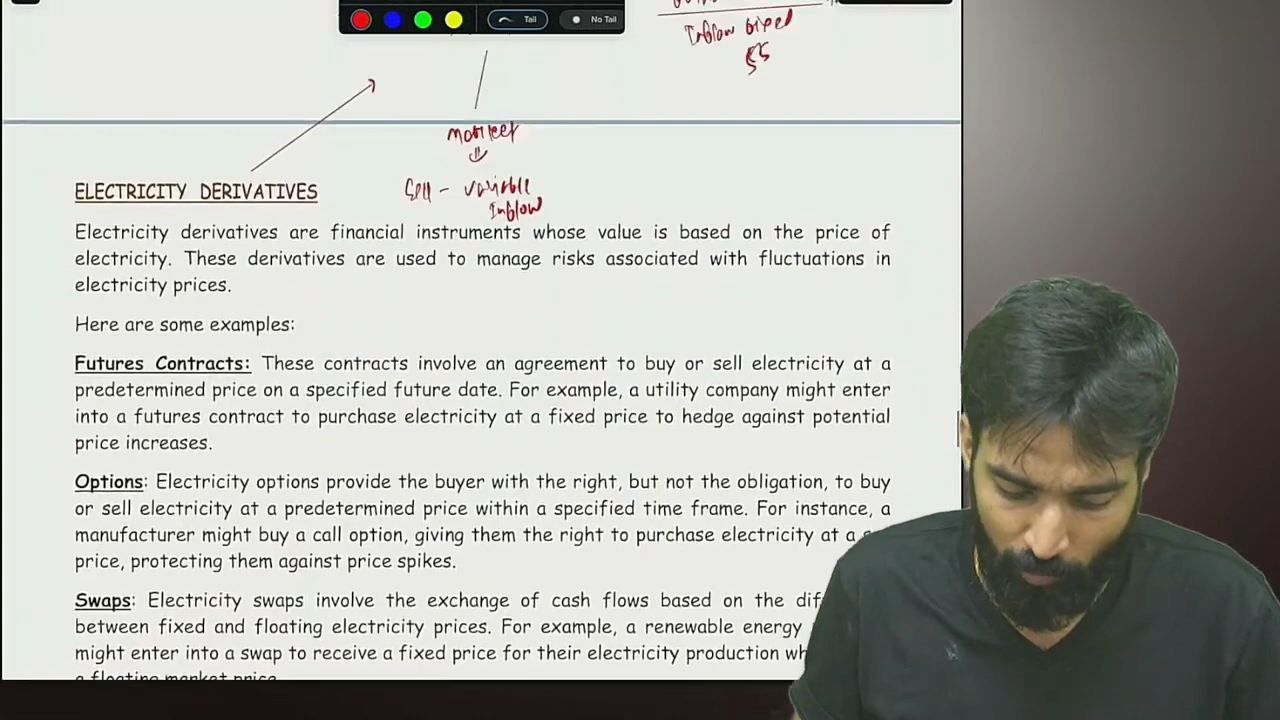 Tail
No Tail
Inflow fixed
55
market
Sell - variable
Inflow
ELECTRICITY DERIVATIVES
Electricity derivatives are financial instruments whose value is based on the price of
electricity. These derivatives are used to manage risks associated with fluctuations in
electricity prices.
Here are some examples:
Futures Contracts: These contracts involve an agreement to buy or sell electricity at a
predetermined price on a specified future date. For example, a utility company might enter
into a futures contract to purchase electricity at a fixed price to hedge against potential
price increases.
Options: Electricity options provide the buyer with the right, but not the obligation, to buy
or sell electricity at a predetermined price within a specified time frame. For instance, a
manufacturer might buy a call option, giving them the right to purchase electricity at a
price, protecting them against price spikes.
Swaps: Electricity swaps involve the exchange of cash flows based on the
between fixed and floating electricity prices. For example, a renewable energy
might enter into a swap to receive a fixed price for their electricity production
a floating market price